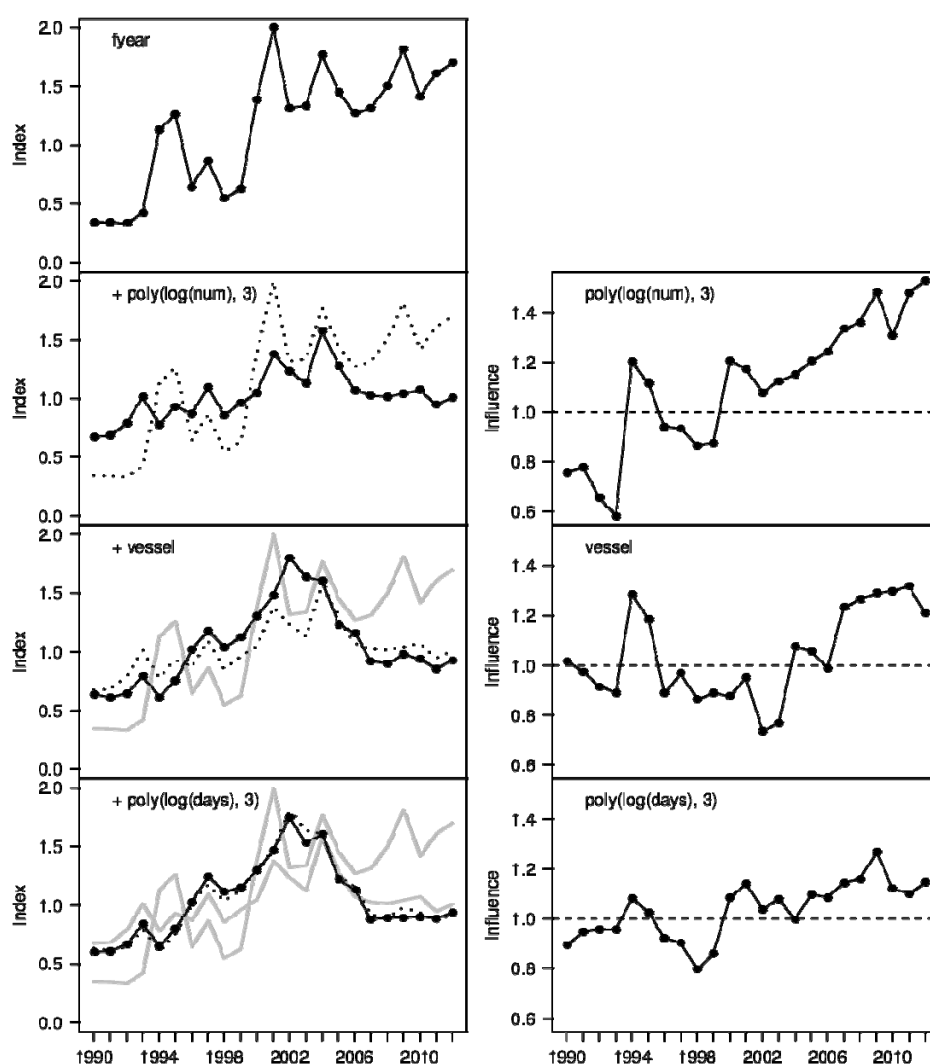 fyear
2.0
1.5
1.0
0.5
0.0
Index
+ poly(log(num), 3)
2.0
1.5
1.0
0.5
0.0
Index
poly(log(num), 3)
1.4
1.2
1.0
0.8
0.6
Influence
+ vessel
2.0
1.5
1.0
0.5
0.0
Index
vessel
1.4
1.2
1.0
0.8
0.6
Influence
+ poly(log(days), 3)
2.0
1.5
1.0
0.5
0.0
Index
1990 1994 1998 2002 2006 2010
poly(log(days), 3)
1.4
1.2
1.0
0.8
0.6
Influence
1990 1994 1998 2002 2006 2010